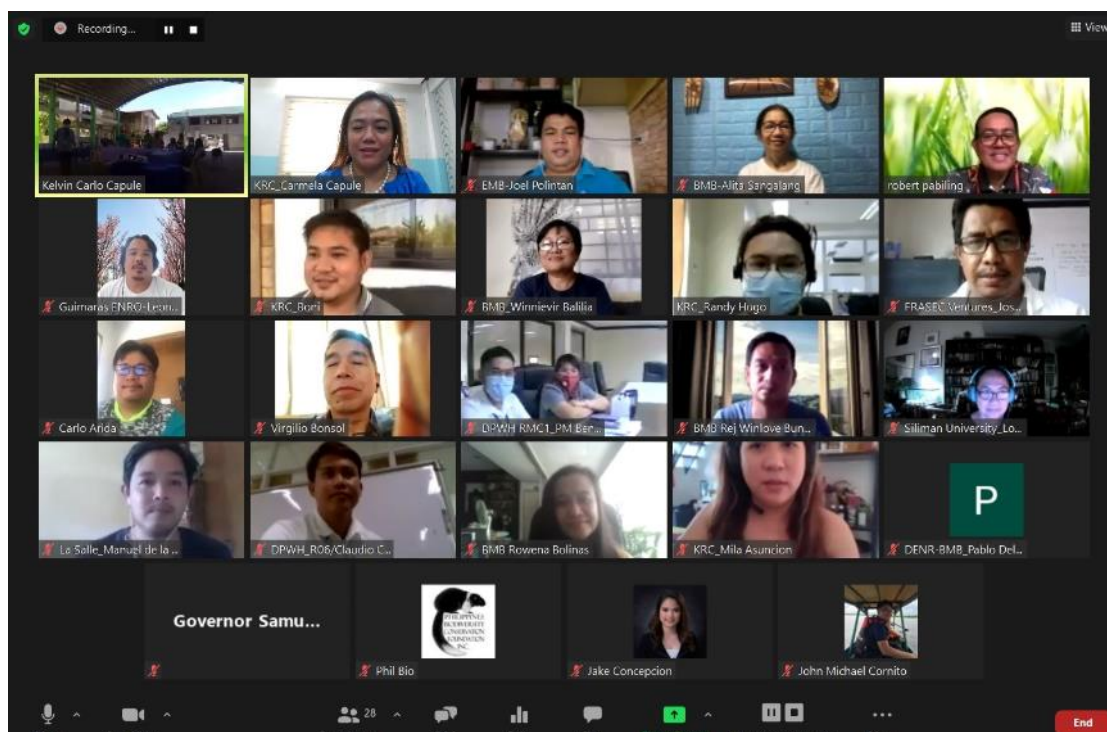 Recording...
View
Kelvin Carlo Capule
KRC_Carmela Capule
EMB-Joel Polintan
BMB-Alita Sangalang
robert pabiling
Guimaras ENRO-Leon...
KRC_Boni
BMB_Winnievir Balilia
KRC_Randy Hugo
FRASEC Ventures_Jos...
Carlo Arida
Virgilio Bonsol
DPWH RMC1_PM Ben...
BMB Rej Winlove Bun...
Siliman University_Lo...
La Salle_Manuel de la ..
DPWH_R06/Claudio C...
BMB Rowena Bolinas
KRC_Mila Asuncion
P
DENR-BMB_Pablo Del...
Governor Samu...
PHILIPPINES
BIODIVERSITY
CONSERVATION
FOUNDATION
INC.
Phil Bio
Jake Concepcion
John Michael Cornito
28
End